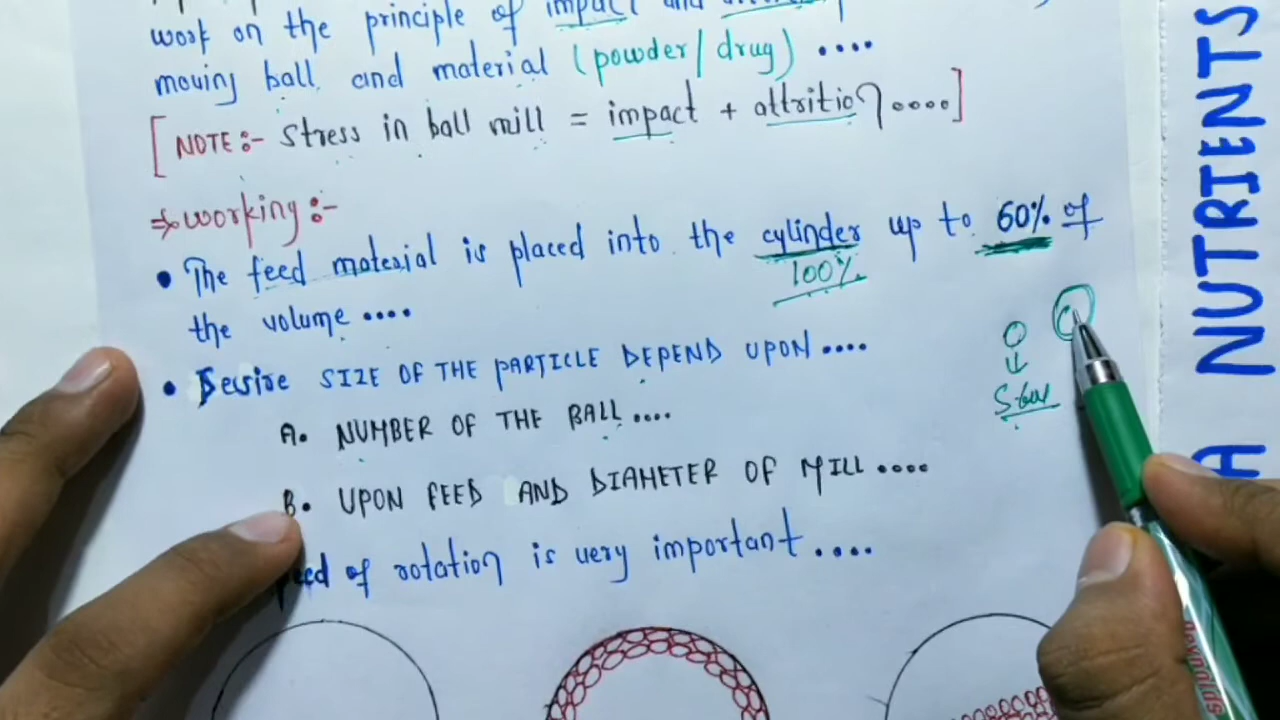 work on the principle of impact and
moving ball and material (powder/drug) ....
[NOTE:- Stress in ball mill = impact + attrition....]
⇒ working :-
• The feed material is placed into the cylinder up to 60% of
100%
the volume ....
• Desire SIZE OF THE PARTICLE DEPEND UPON ....
A. NUMBER OF THE BALL ....
B. UPON FEED AND DIAMETER OF MILL ....
peed of rotation is very important ....
A NUTRIENTS
Reynolds